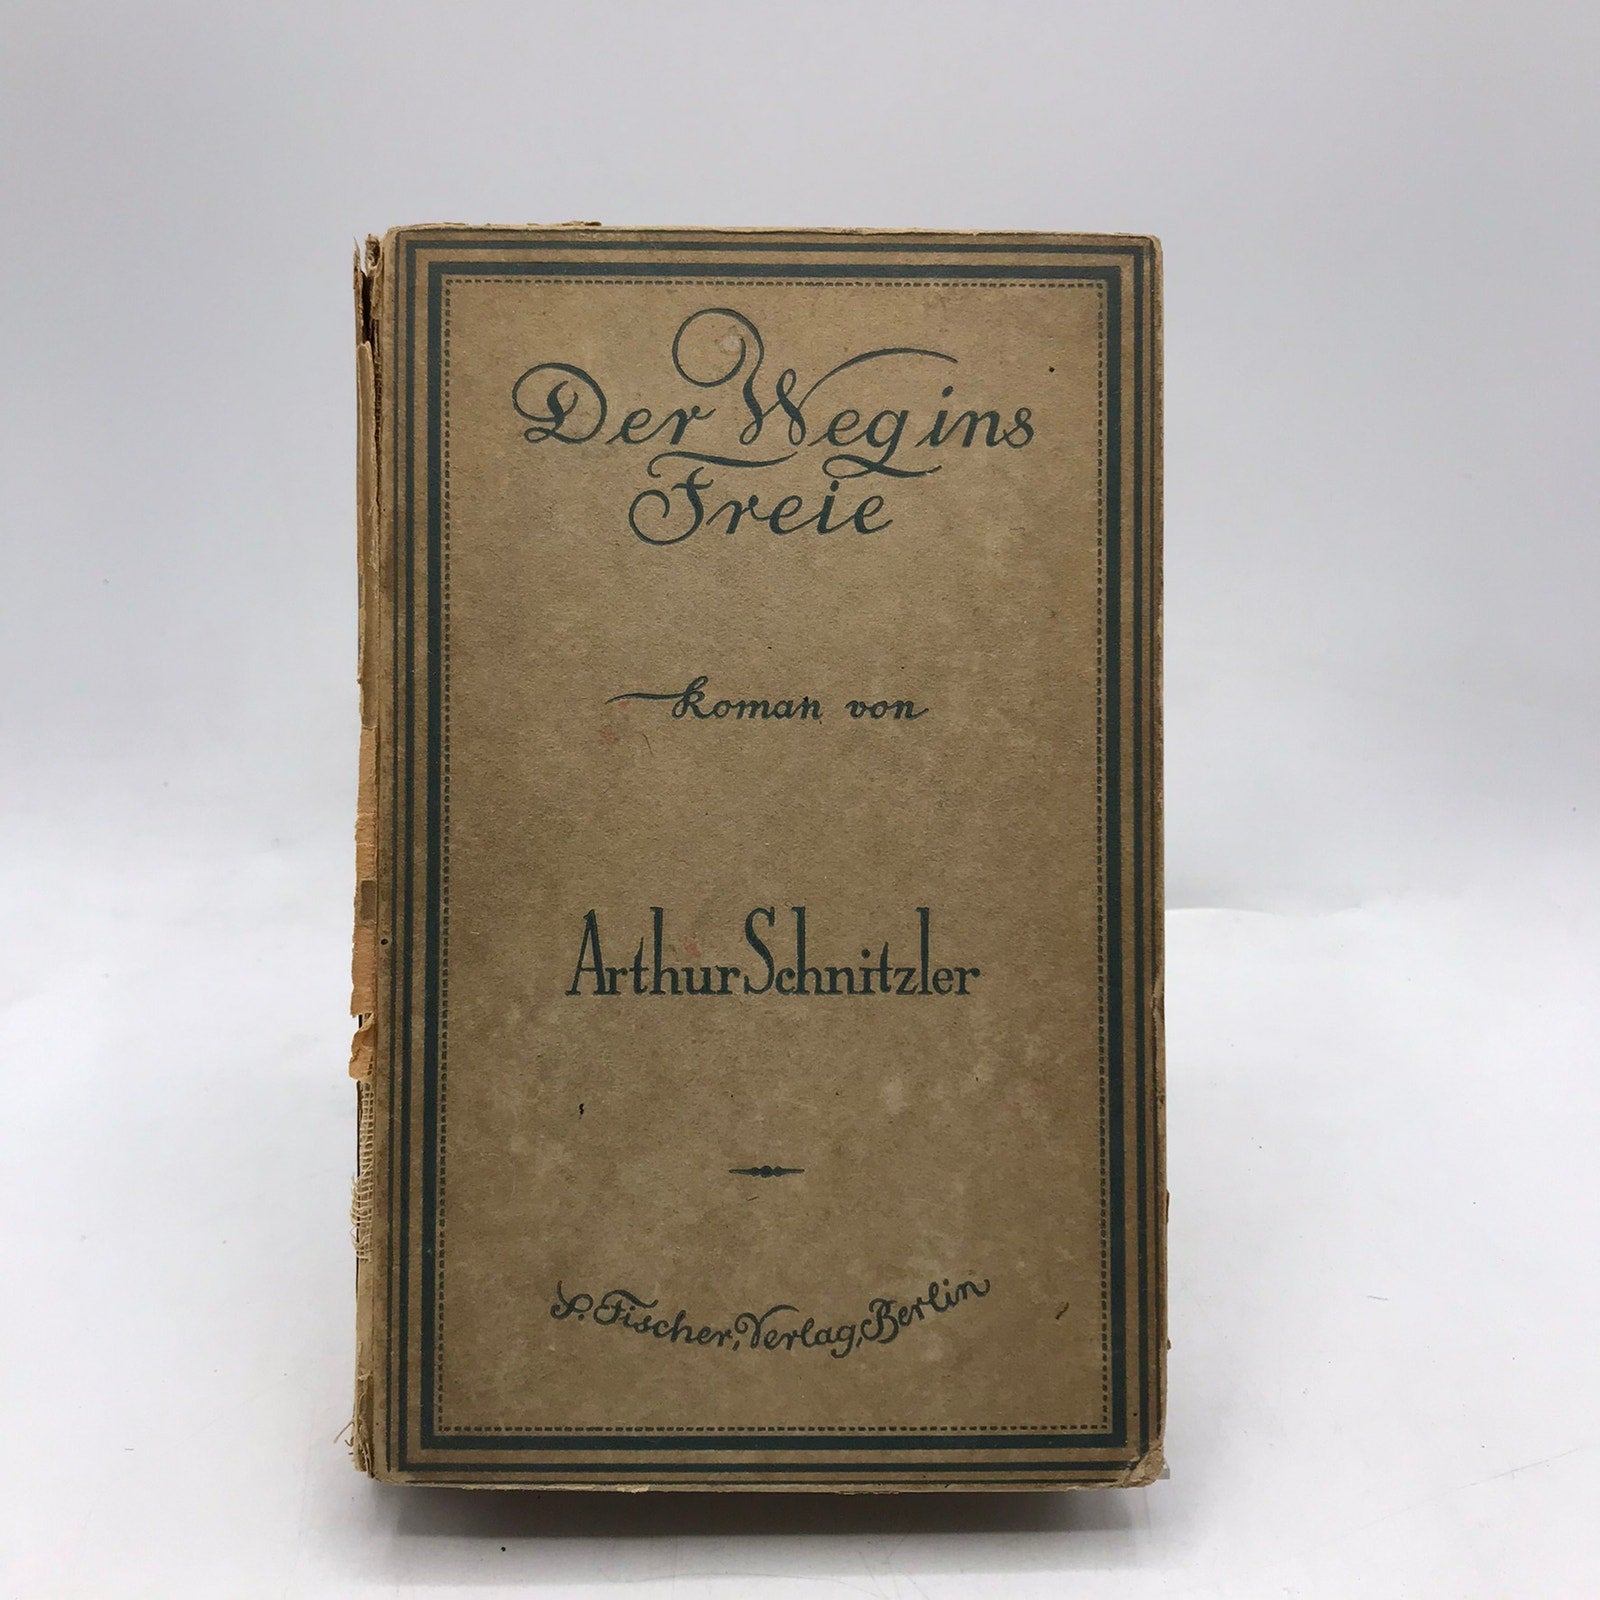 Der Weg ins
Freie
Roman von
Arthur Schnitzler
S. Fischer, Verlag, Berlin